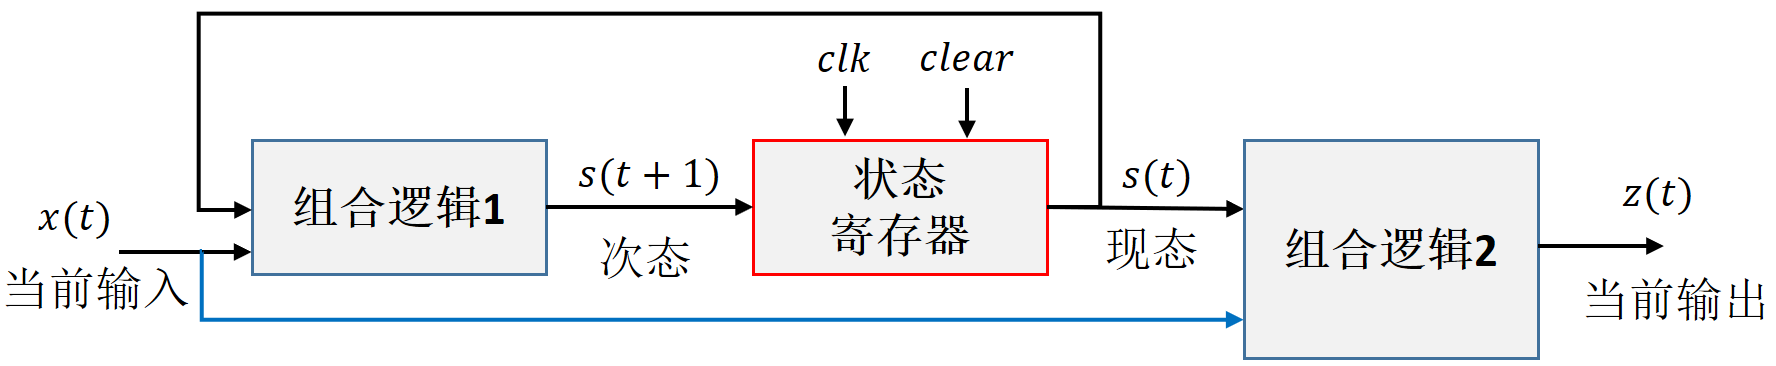 clk
clear
x(t)
当前输入
组合逻辑1
s(t + 1)
次态
状态
寄存器
s(t)
现态
组合逻辑2
z(t)
当前输出